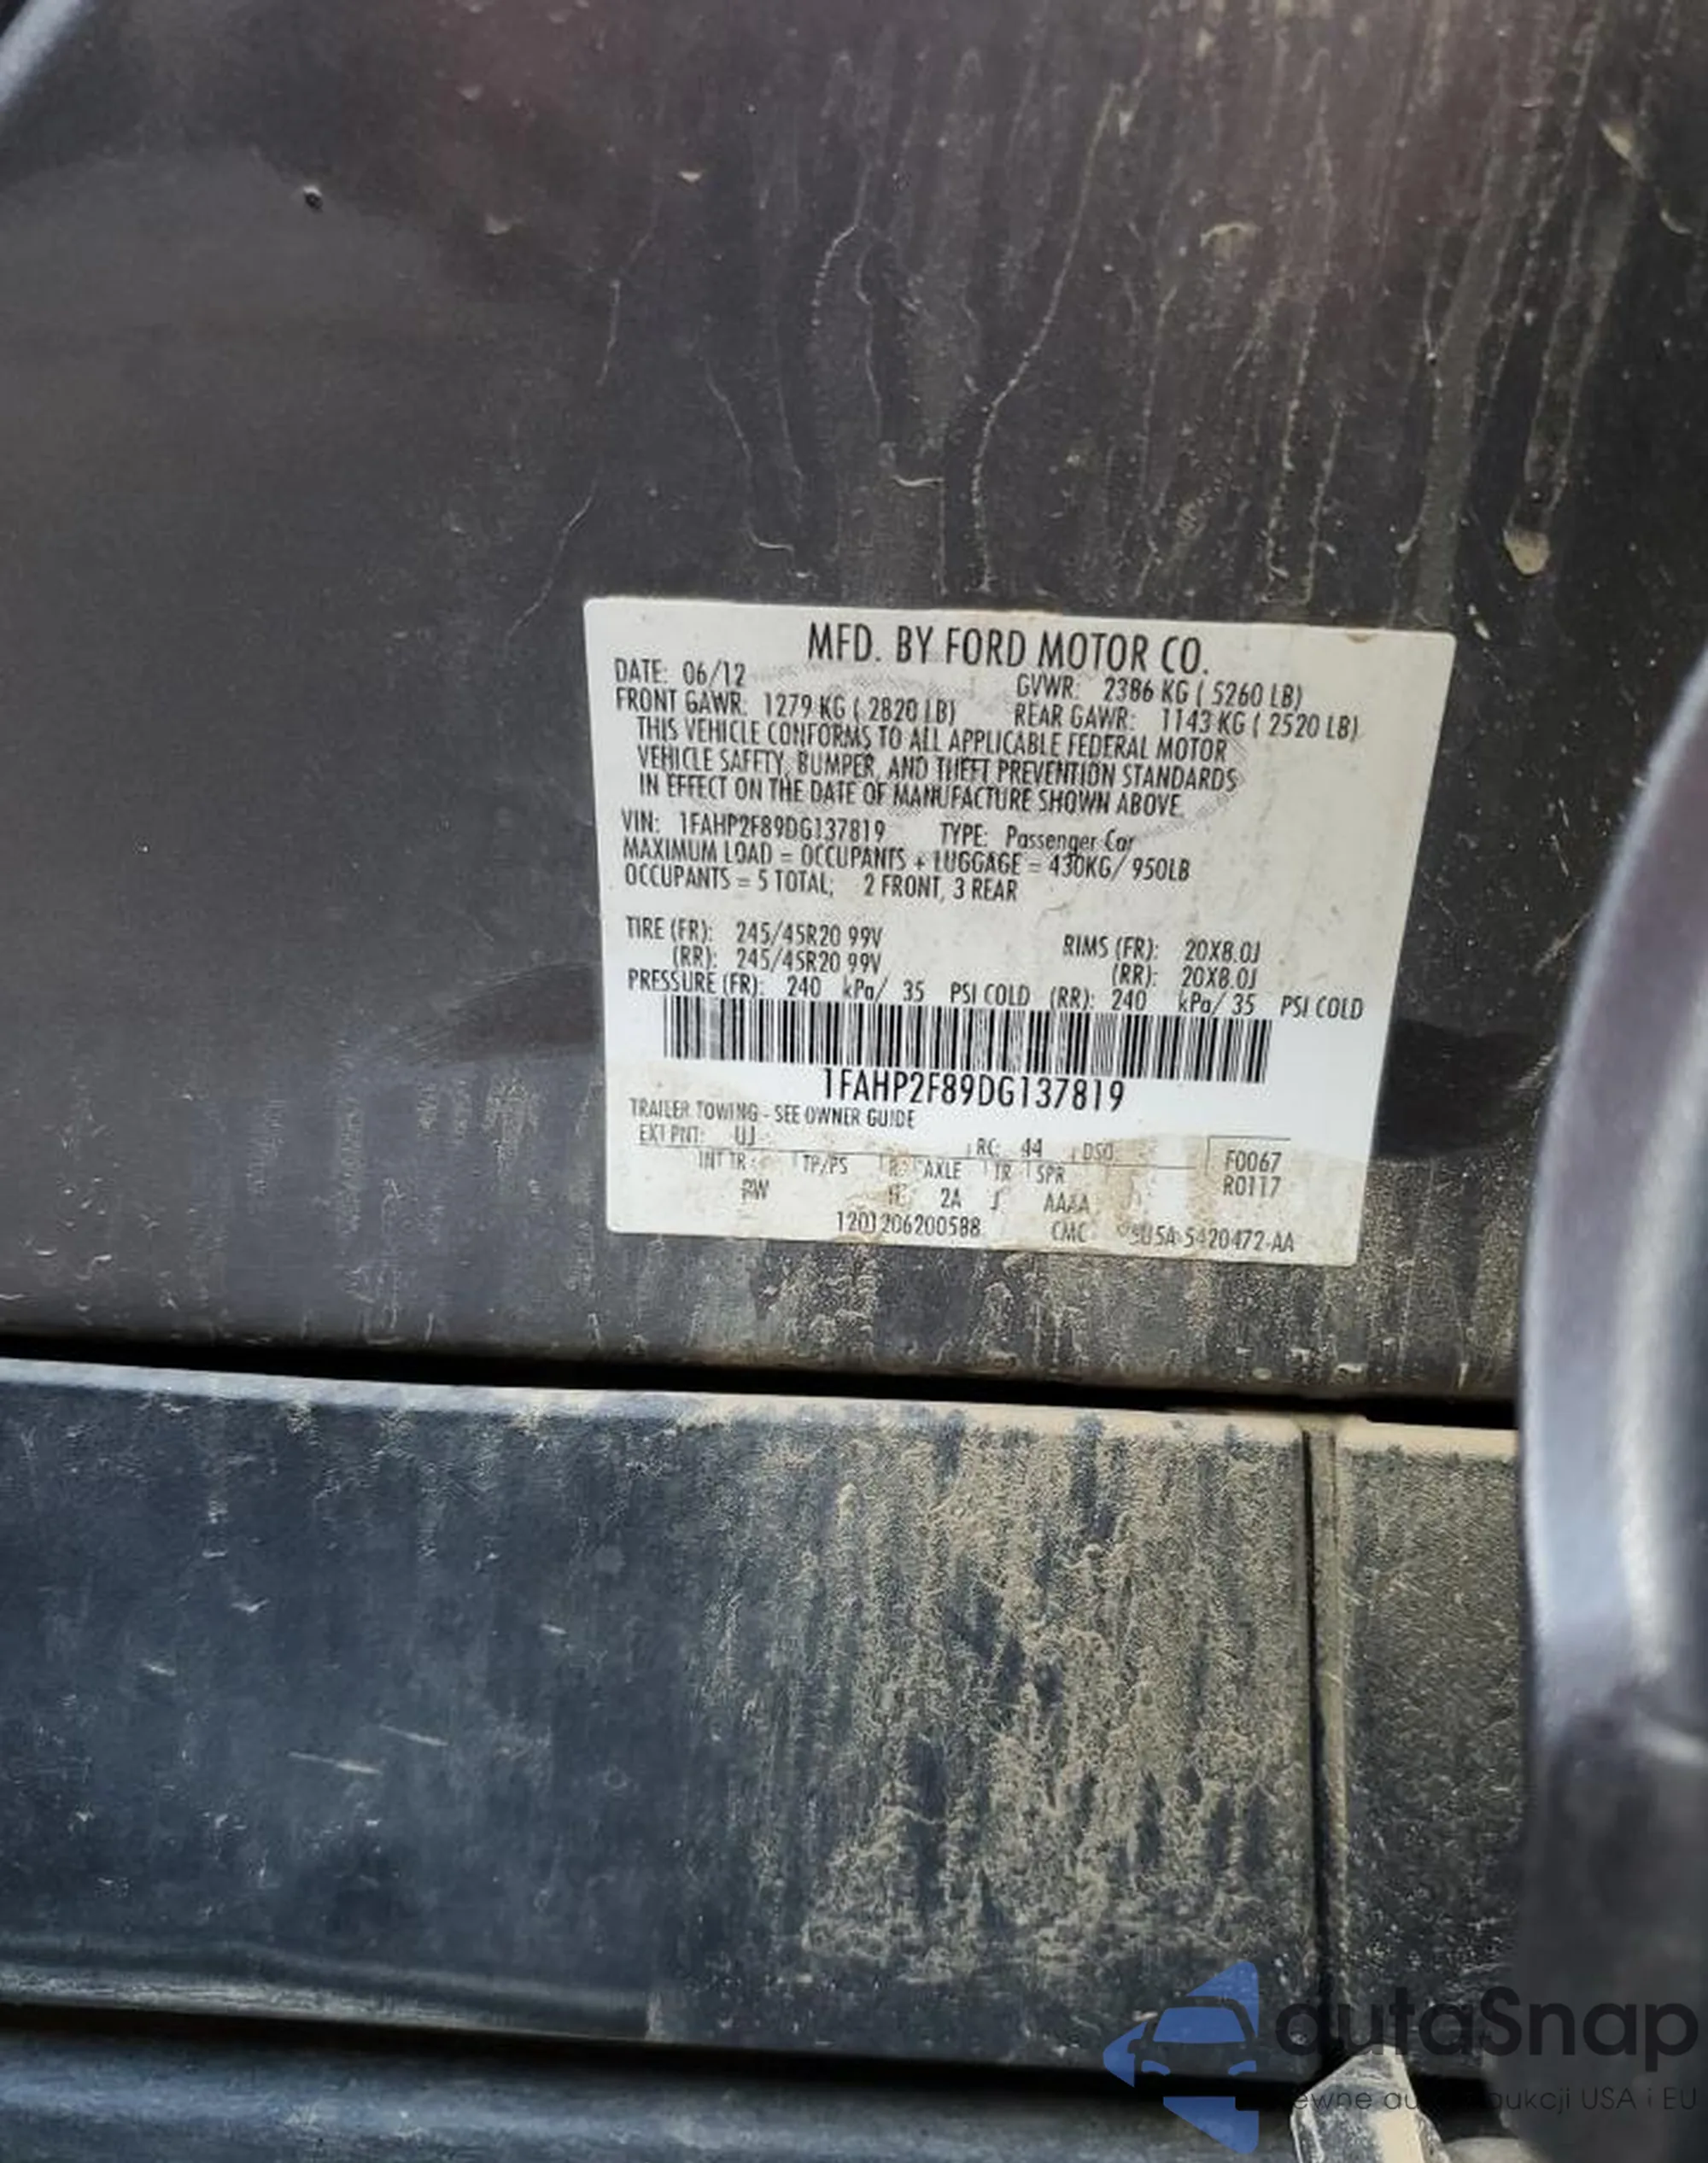 MFD. BY FORD MOTOR CO.
DATE: 06/12 GVWR: 2386 KG ( 5260 LB)
FRONT GAWR: 1279 KG ( 2820 LB) REAR GAWR: 1143 KG ( 2520 LB)
THIS VEHICLE CONFORMS TO ALL APPLICABLE FEDERAL MOTOR
VEHICLE SAFETY, BUMPER, AND THEFT PREVENTION STANDARDS
IN EFFECT ON THE DATE OF MANUFACTURE SHOWN ABOVE.
VIN: 1FAHP2F89DG137819 TYPE: Passenger Car
MAXIMUM LOAD = OCCUPANTS + LUGGAGE = 430KG/ 950LB
OCCUPANTS = 5 TOTAL; 2 FRONT, 3 REAR
TIRE (FR): 245/45R20 99V RIMS (FR): 20X8.0J
(RR): 245/45R20 99V (RR): 20X8.0J
PRESSURE (FR): 240 kPa/ 35 PSI COLD (RR): 240 kPa/ 35 PSI COLD
1FAHP2F89DG137819
TRAILER TOWING - SEE OWNER GUIDE
EXT PNT: UJ RC: 44 DSO: F0067
INT TR TP/PS R AXLE TR SPR R0117
RW 2A J AAAA
1201206200588 CMC 5420472-AA
autaSnap
USA i EU